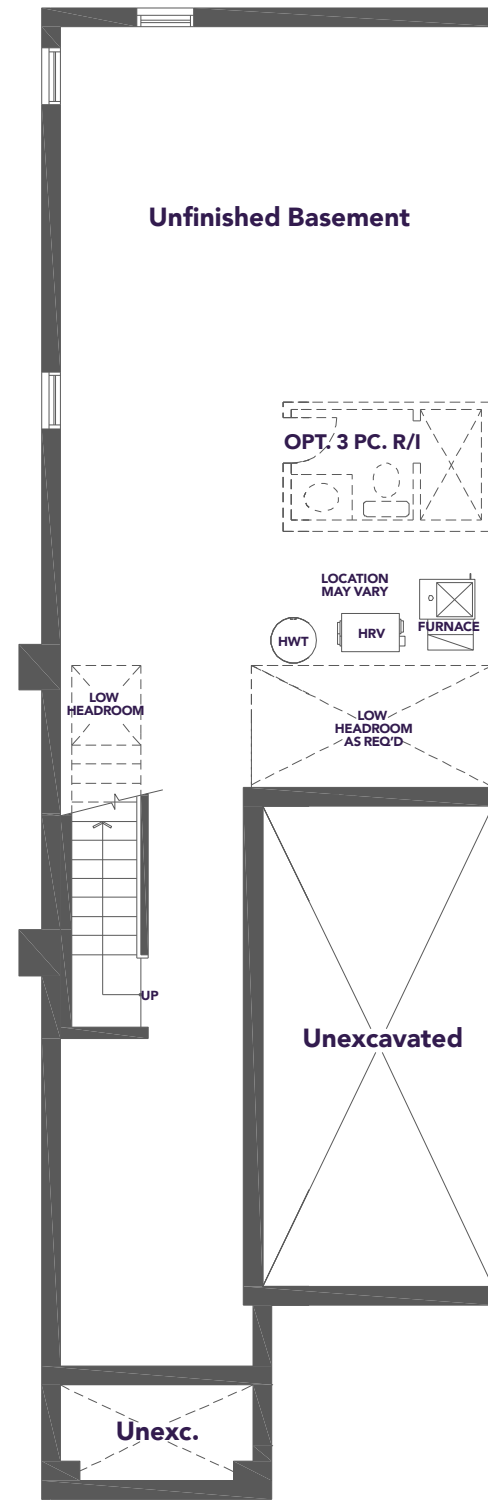 Unfinished Basement
OPT. 3 PC. R/I
LOCATION
MAY VARY
FURNACE
HWT
HRV
LOW
HEADROOM
LOW
HEADROOM
AS REQ'D
UP
Unexcavated
Unexc.